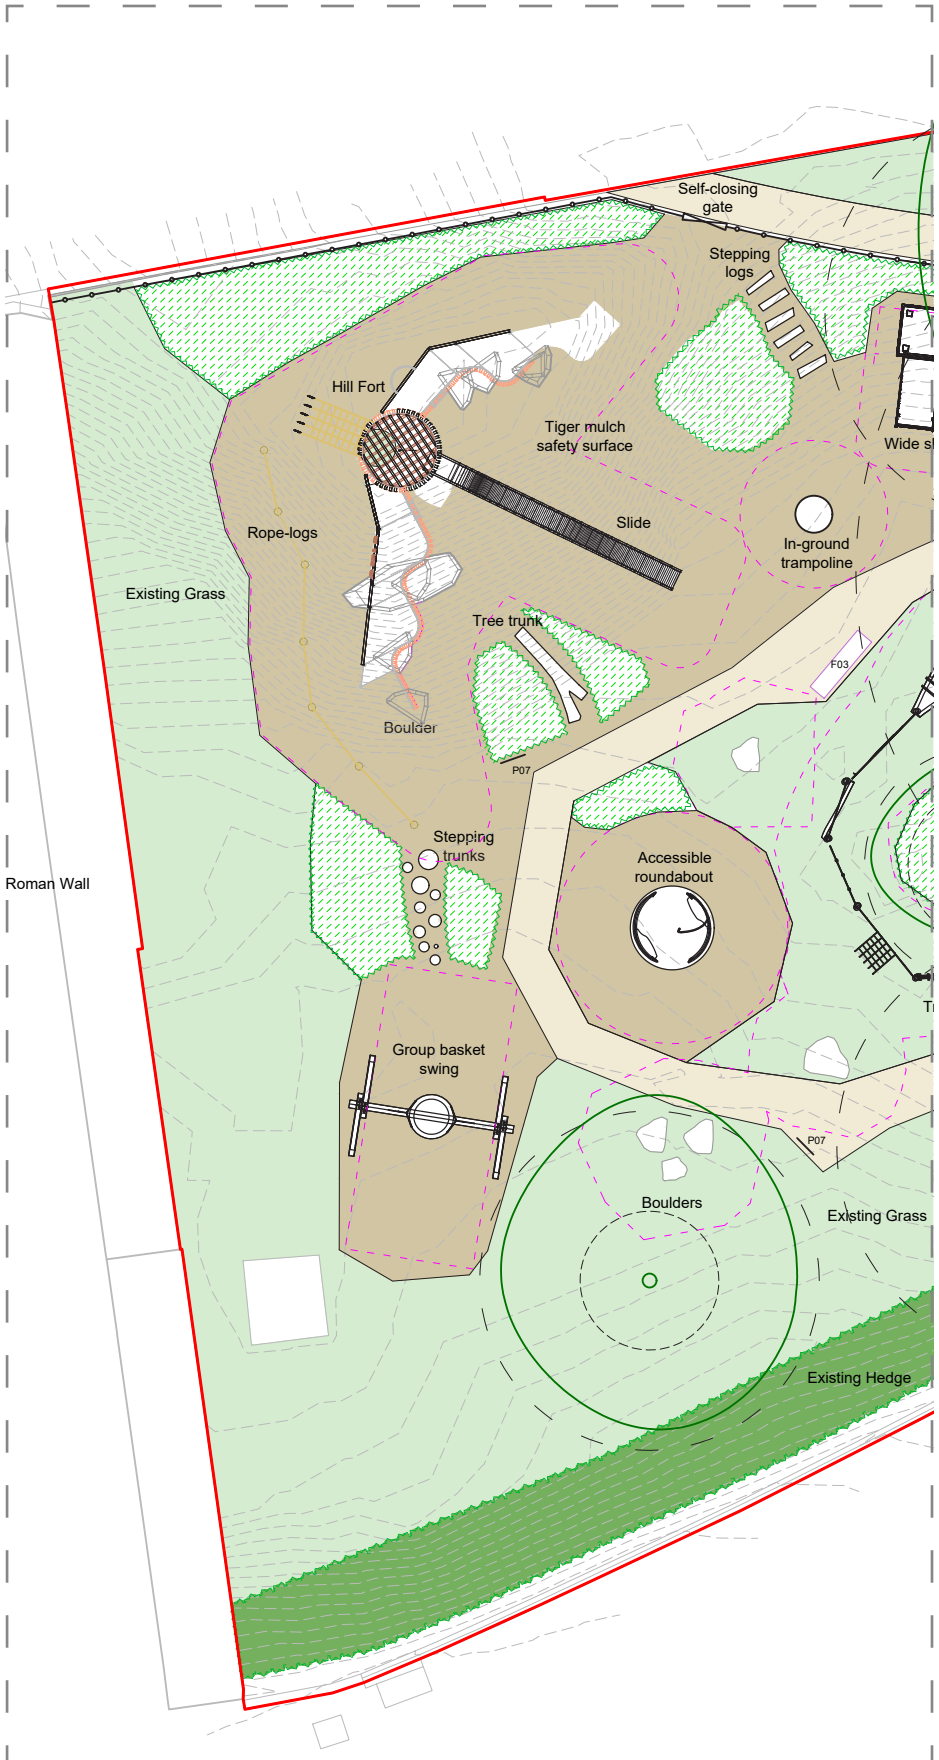 Self-closing
gate
Stepping
logs
Hill Fort
Tiger mulch
safety surface
Wide sl
Slide
Rope-logs
In-ground
trampoline
Existing Grass
Tree trunk
F03
Boulder
P07
Stepping
trunks
Accessible
roundabout
Roman Wall
Group basket
swing
P07
Boulders
Existing Grass
Existing Hedge